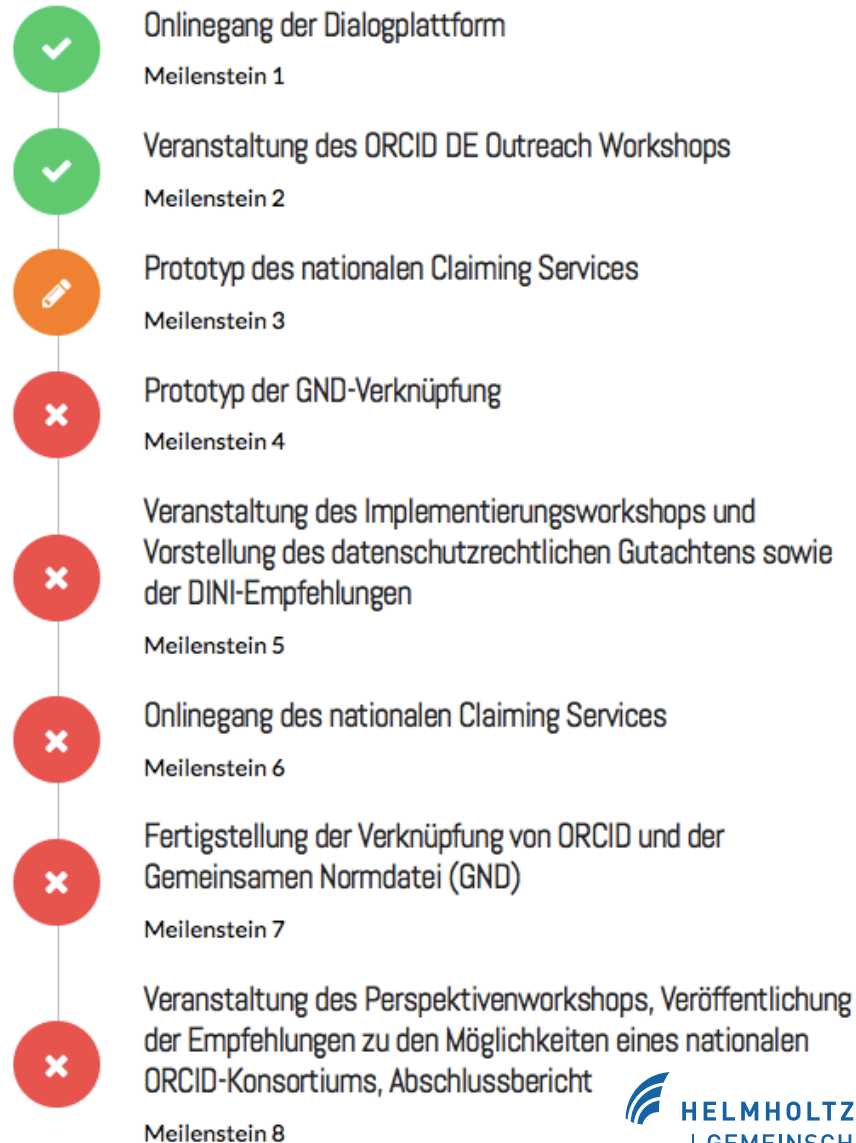 Onlinegang der Dialogplattform
Meilenstein 1
Veranstaltung des ORCID DE Outreach Workshops
Meilenstein 2
Prototyp des nationalen Claiming Services
Meilenstein 3
Prototyp der GND-Verknüpfung
Meilenstein 4
Veranstaltung des Implementierungsworkshops und
Vorstellung des datenschutzrechtlichen Gutachtens sowie
der DINI-Empfehlungen
Meilenstein 5
Onlinegang des nationalen Claiming Services
Meilenstein 6
Fertigstellung der Verknüpfung von ORCID und der
Gemeinsamen Normdatei (GND)
Meilenstein 7
Veranstaltung des Perspektivenworkshops, Veröffentlichung
der Empfehlungen zu den Möglichkeiten eines nationalen
ORCID-Konsortiums, Abschlussbericht
Meilenstein 8
HELMHOLTZ